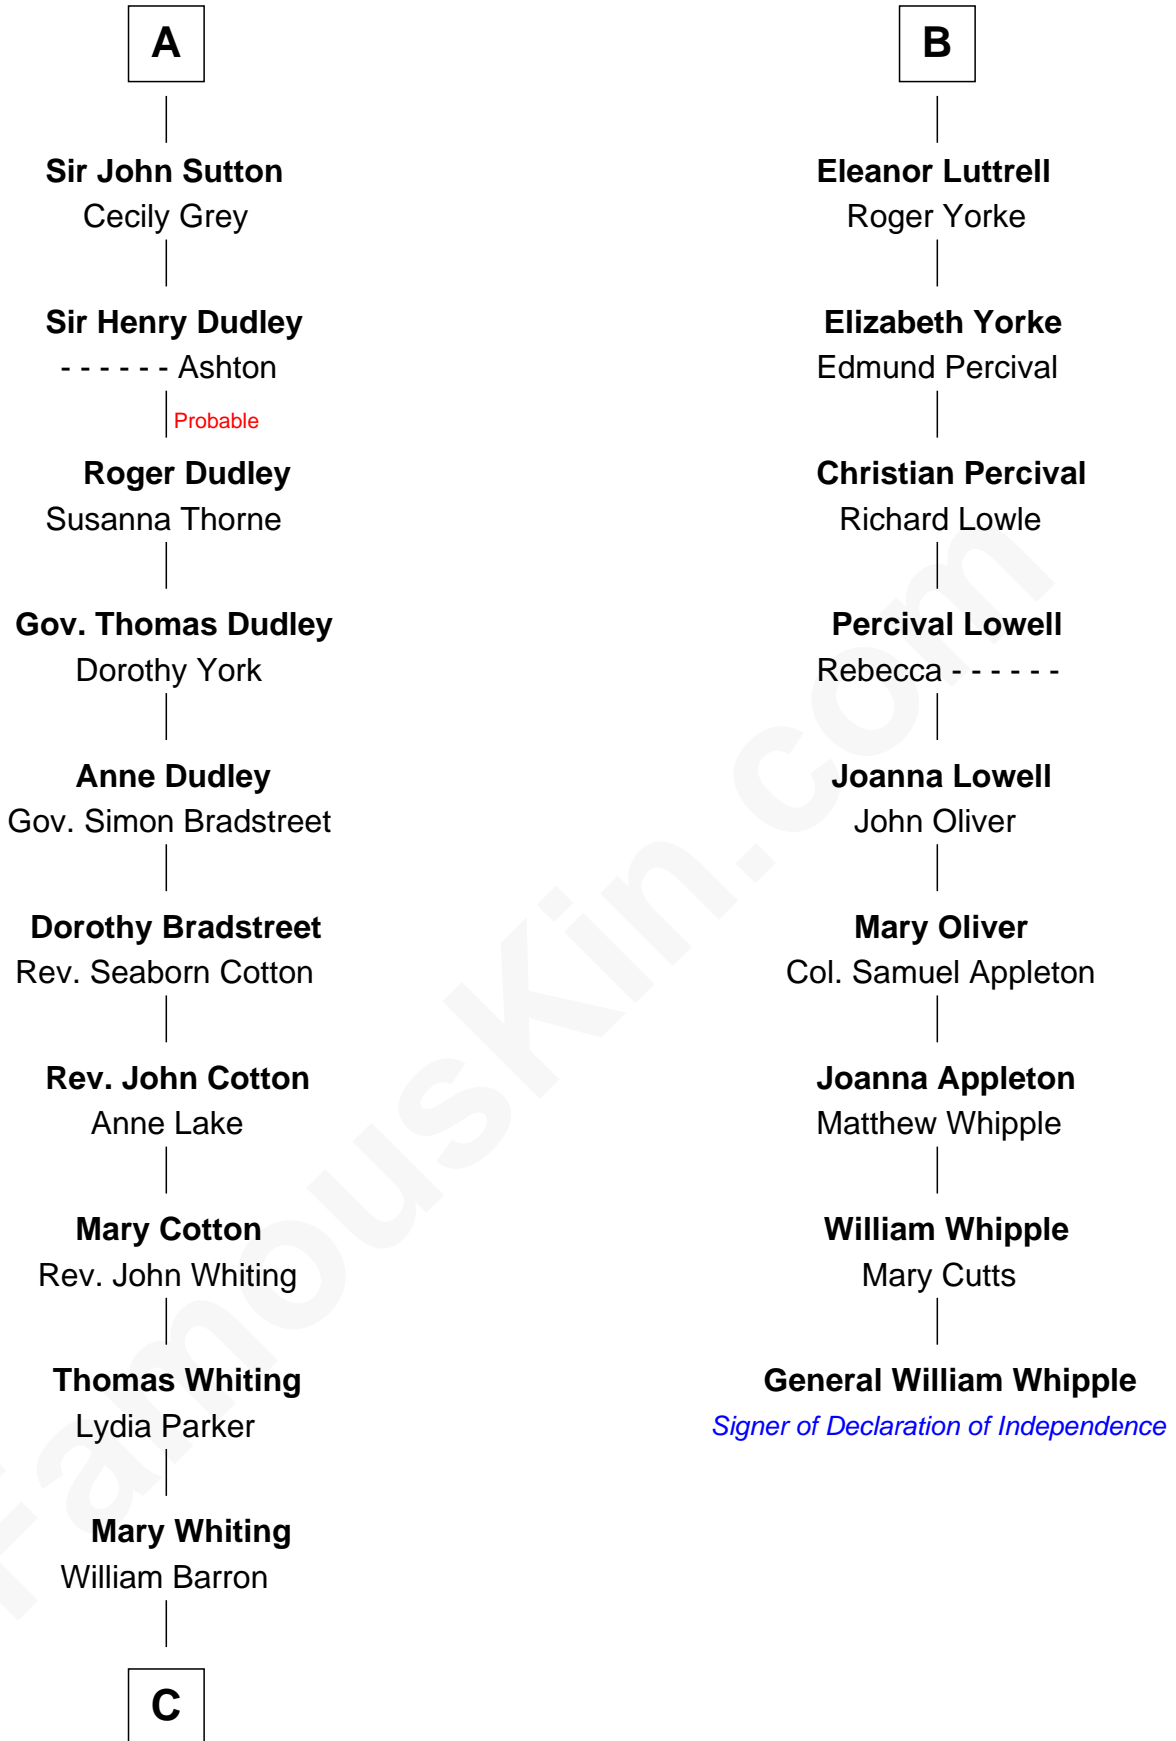 A
Sir John Sutton
Cecily Grey
Sir Henry Dudley
- - - - - - Ashton
Probable
Roger Dudley
Susanna Thorne
Gov. Thomas Dudley
Dorothy York
Anne Dudley
Gov. Simon Bradstreet
Dorothy Bradstreet
Rev. Seaborn Cotton
Rev. John Cotton
Anne Lake
Mary Cotton
Rev. John Whiting
Thomas Whiting
Lydia Parker
Mary Whiting
William Barron
C
B
Eleanor Luttrell
Roger Yorke
Elizabeth Yorke
Edmund Percival
Christian Percival
Richard Lowle
Percival Lowell
Rebecca - - - - - -
Joanna Lowell
John Oliver
Mary Oliver
Col. Samuel Appleton
Joanna Appleton
Matthew Whipple
William Whipple
Mary Cutts
General William Whipple
Signer of Declaration of Independence
FamousKin.com